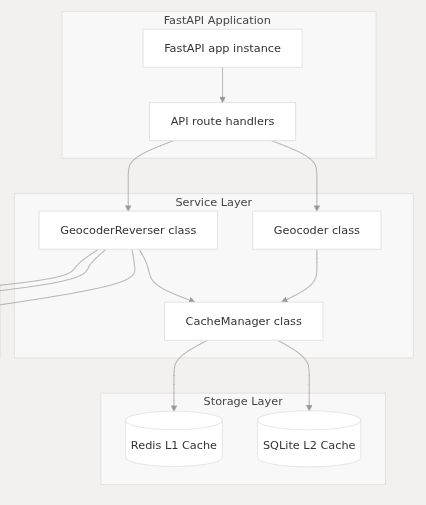 FastAPI Application
FastAPI app instance
API route handlers
Service Layer
GeocoderReverser class
Geocoder class
CacheManager class
Storage Layer
Redis L1 Cache
SQLite L2 Cache